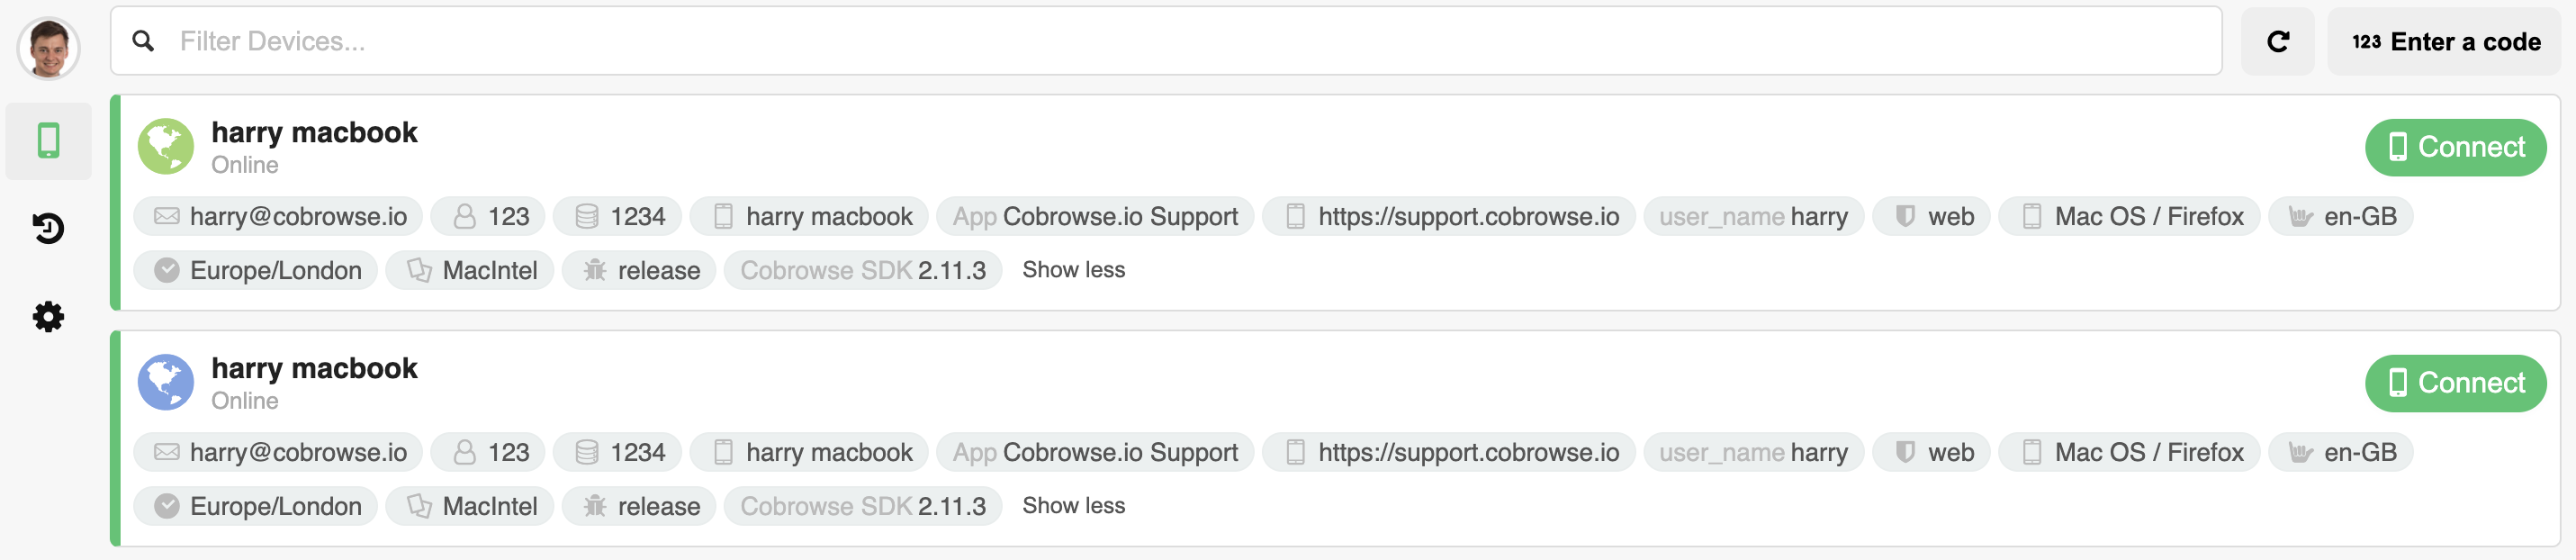 Filter Devices...
123 Enter a code
harry macbook
Online
Connect
harry@cobrowse.io 123 1234 harry macbook App Cobrowse.io Support https://support.cobrowse.io user_name harry web Mac OS / Firefox en-GB
Europe/London MacIntel release Cobrowse SDK 2.11.3 Show less
harry macbook
Online
Connect
harry@cobrowse.io 123 1234 harry macbook App Cobrowse.io Support https://support.cobrowse.io user_name harry web Mac OS / Firefox en-GB
Europe/London MacIntel release Cobrowse SDK 2.11.3 Show less